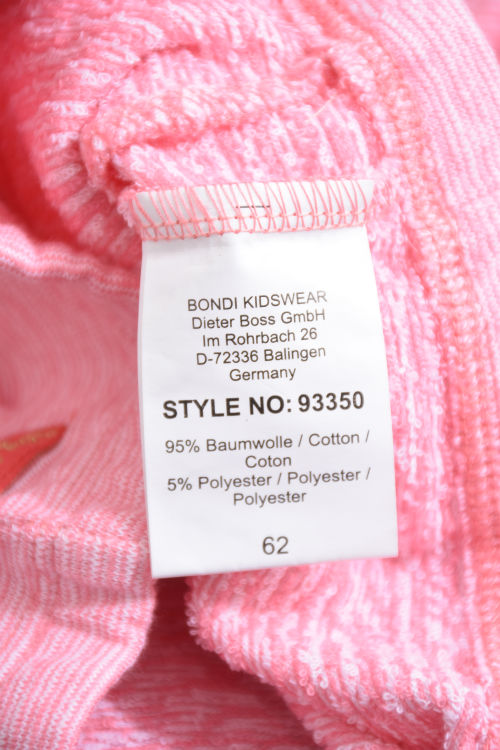 BONDI KIDSWEAR
Dieter Boss GmbH
Im Rohrbach 26
D-72336 Balingen
Germany
STYLE NO: 93350
95% Baumwolle / Cotton /
Coton
5% Polyester / Polyester /
Polyester
62